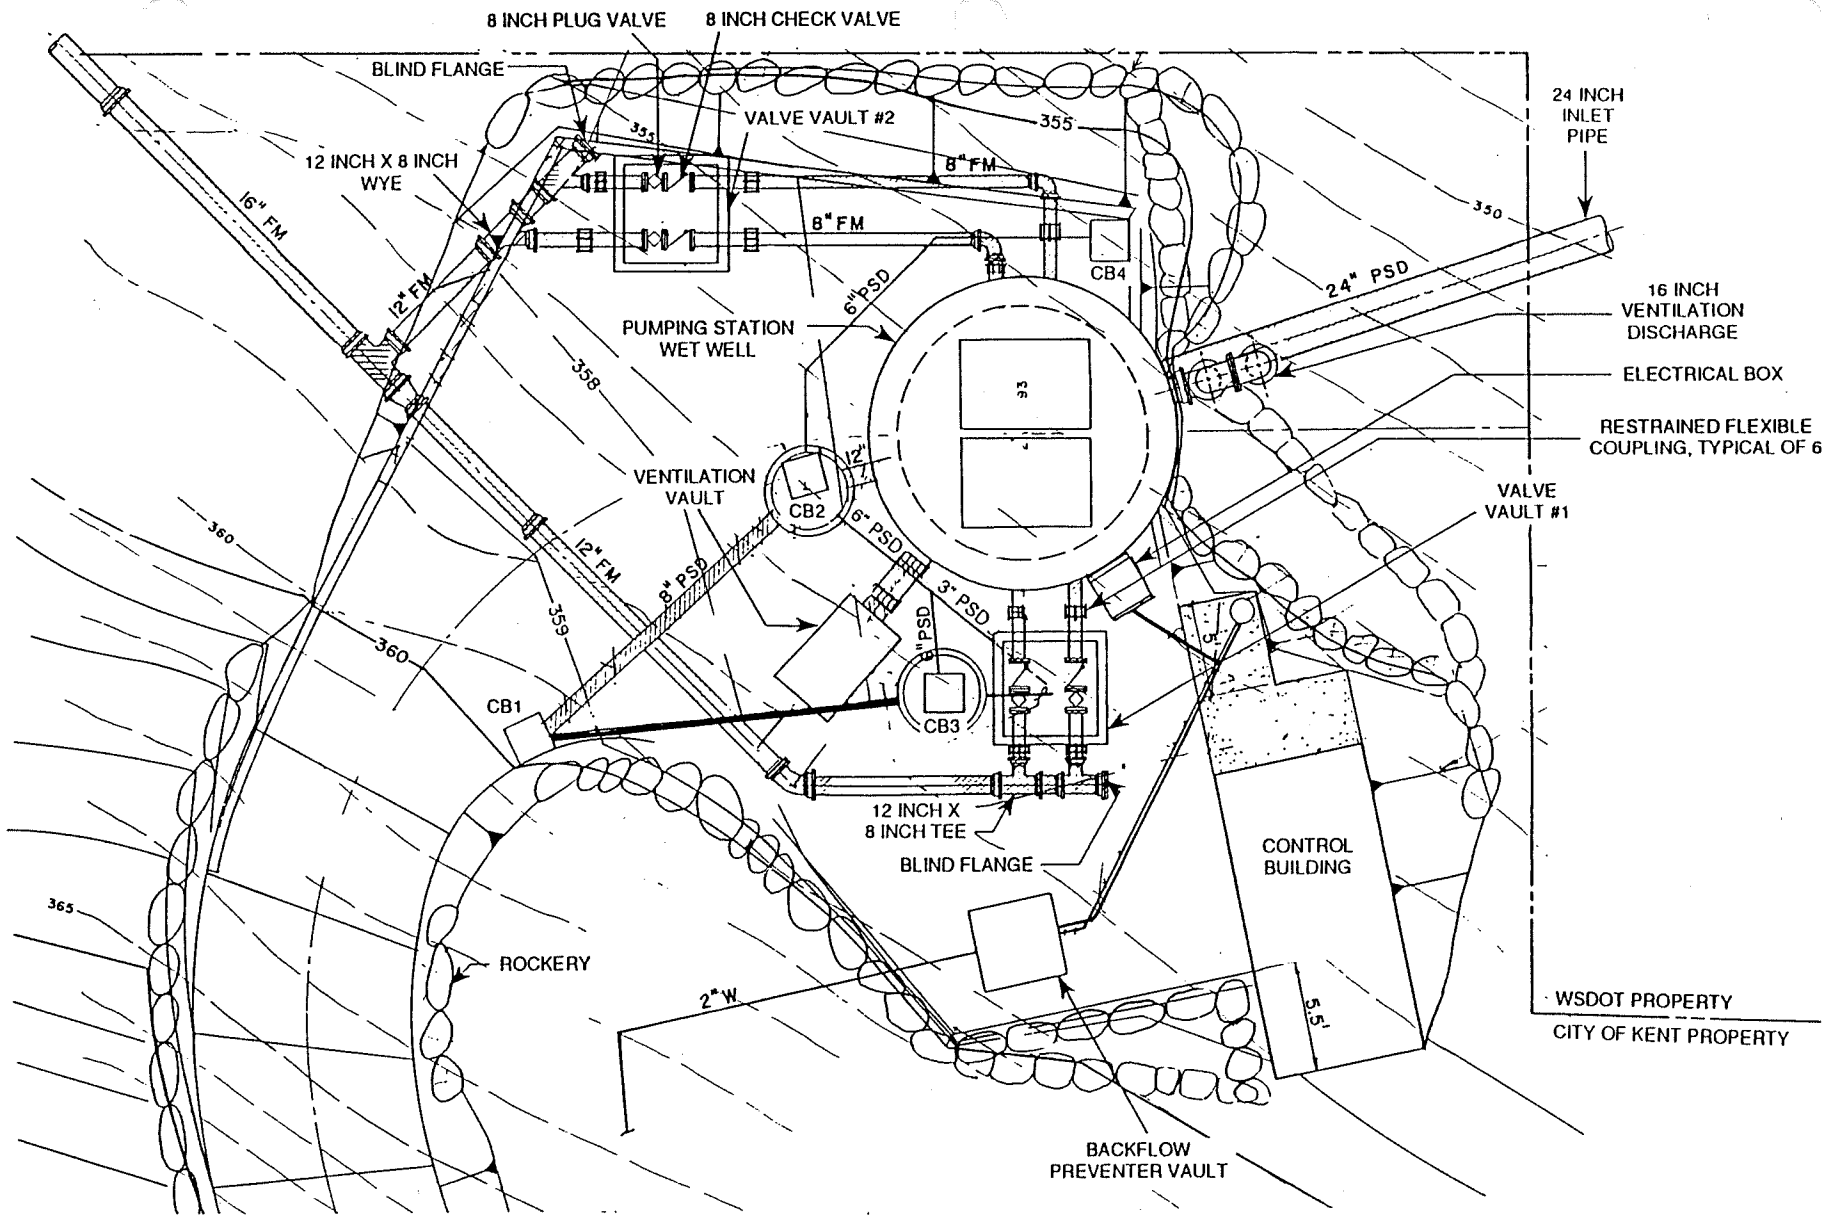 8 INCH PLUG VALVE
8 INCH CHECK VALVE
BLIND FLANGE
VALVE VAULT #2
355
355
24 INCH
INLET
PIPE
12 INCH X 8 INCH
WYE
8" FM
16" FM
8" FM
350
CB4
24" PSD
12" FM
6" PSD
16 INCH
VENTILATION
DISCHARGE
PUMPING STATION
WET WELL
358
93
ELECTRICAL BOX
RESTRAINED FLEXIBLE
COUPLING, TYPICAL OF 6
12"
VENTILATION
VAULT
CB2
VALVE
VAULT #1
360
6" PSD
12" FM
8" PSD
3" PSD
359
6" PSD
5'
360
CB1
CB3
12 INCH X
8 INCH TEE
BLIND FLANGE
CONTROL
BUILDING
365
ROCKERY
2" W
5.5'
WSDOT PROPERTY
CITY OF KENT PROPERTY
BACKFLOW
PREVENTER VAULT